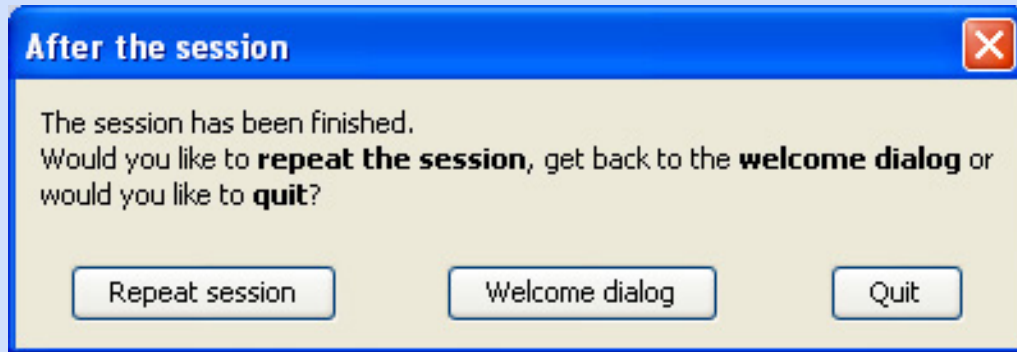 After the session
The session has been finished.
Would you like to repeat the session, get back to the welcome dialog or
would you like to quit?
Repeat session Welcome dialog Quit